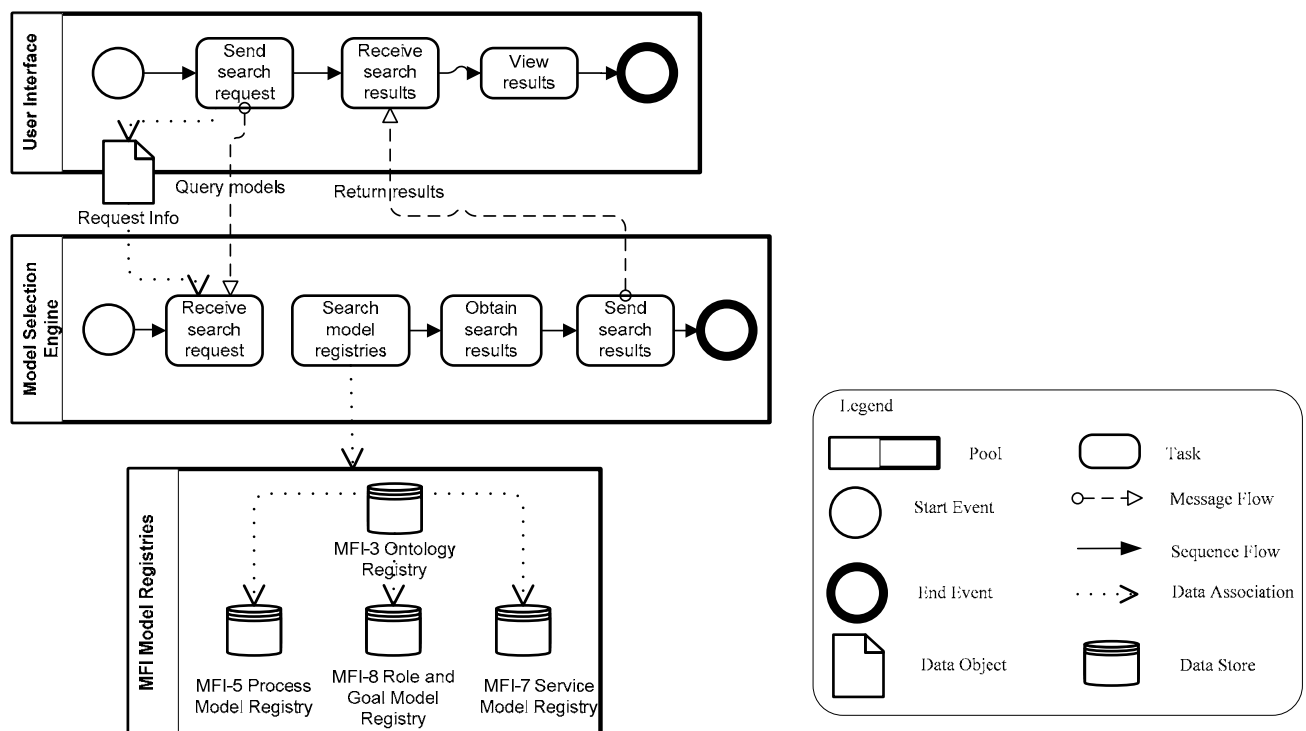 User Interface
Send
search
request
Receive
search
results
View
results
Query models
Return results
Request Info
Model Selection
Engine
Receive
search
request
Search
model
registries
Obtain
search
results
Send
search
results
MFI Model Registries
MFI-3 Ontology
Registry
MFI-5 Process
Model Registry
MFI-8 Role and
Goal Model
Registry
MFI-7 Service
Model Registry
Legend
Pool
Task
Start Event
Message Flow
Sequence Flow
End Event
Data Association
Data Object
Data Store